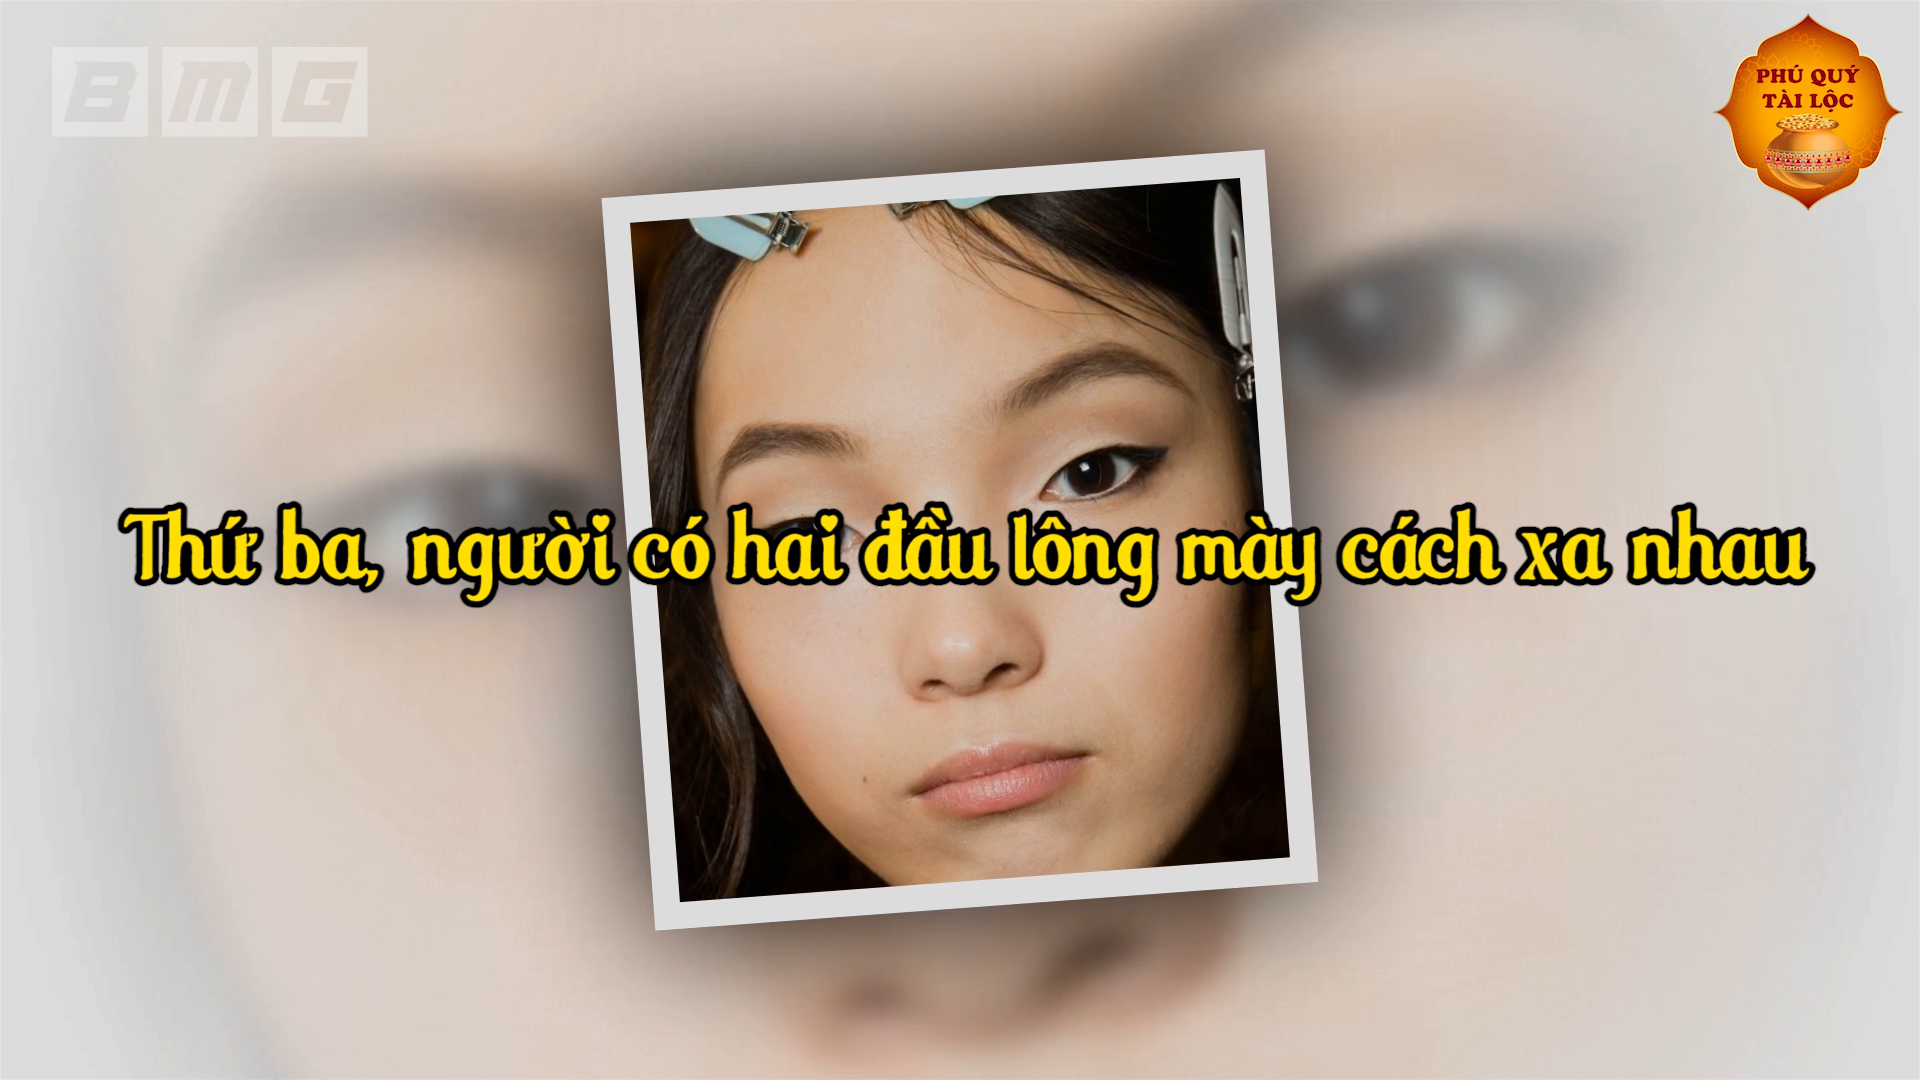 BMG
PHÚ QUÝ
TÀI LỘC
Thứ ba, người có hai đầu lông mày cách xa nhau